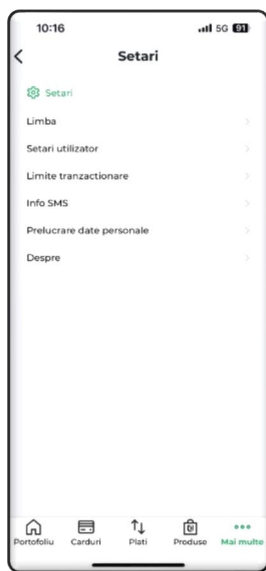 10:16
5G 91
Setari
Setari
Limba
Setari utilizator
Limite tranzactionare
Info SMS
Prelucrare date personale
Despre
Portofoliu Carduri Plati Produse Mai multe